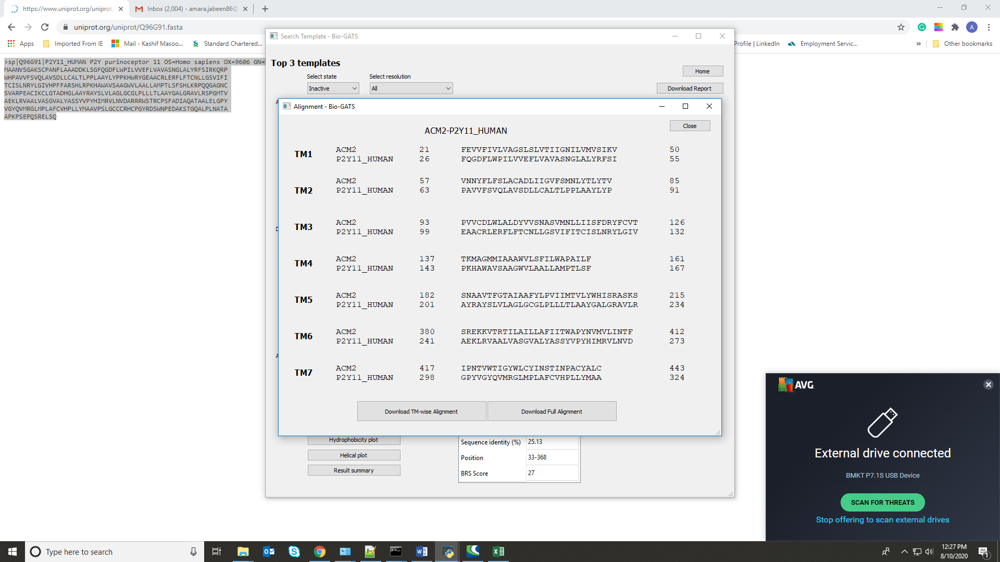 https://www.uniprot.org/uniprot
Inbox (2,004) - amara.jabeen86@
uniprot.org/uniprot/Q96G91.fasta
A
Apps
Imported From IE
Mail - Kashif Masoo...
Standard Chartered...
Profile | LinkedIn
Employment Servic...
»
Other bookmarks
>sp|Q96G91|P2Y11_HUMAN P2Y purinoceptor 11 OS=Homo sapiens OX=9606 GN=
MAANVSGAKSCPANFLAAADDKLSGFQGDFLWPILVVEFLVAVASNGLALYRFSIRKQRP
WHPAVVFSVQLAVSDLLCALTLPPLAAYLYPPKHWRYGEAACRLERFLFTCNLLGSVIFI
TCISLNRYLGIVHPFFARSHLRPKHAWAVSAAGWVLAALLAMPTLSFSHLKRPQQGAGNC
SVARPEACIKCLGTADHGLAAYRAYSLVLAGLGCGLPLLLTLAAYGALGRAVLRSPGMTV
AEKLRVAALVASGVALYASSYVPYHIMRVLNVDARRRWSTRCPSFADIAQATAALELGPY
VGYQVMRGLMPLAFCVHPLLYMAAVPSLGCCCRHCPGYRDSWNPEDAKSTGQALPLNATA
APKPSEPQSRELSQ
Search Template - Bio-GATS
Top 3 templates
Home
Select state
Select resolution
Inactive
All
Download Report
Alignment - Bio-GATS
Close
ACM2-P2Y11_HUMAN
TM1
ACM2 21 FEVVFIVLVAGSLSLVTIIGNILVMVSIKV 50
P2Y11_HUMAN 26 FQGDFLWPILVVEFLVAVASNGLALYRFSI 55
TM2
ACM2 57 VNNYFLFSLACADLIIGVFSMNLYTLYTV 85
P2Y11_HUMAN 63 PAVVFSVQLAVSDLLCALTLPPLAAYLYP 91
TM3
ACM2 93 PVVCDLWLALDYVVSNASVMNLLIISFDRYFCVT 126
P2Y11_HUMAN 99 EAACRLERFLFTCNLLGSVIFITCISLNRYLGIV 132
TM4
ACM2 137 TKMAGMMIAAAWVLSFILWAPAILF 161
P2Y11_HUMAN 143 PKHAWAVSAAGWVLAALLAMPTLSF 167
TM5
ACM2 182 SNAAVTFGTAIAAFYLPVIIMTVLYWHISRASKS 215
P2Y11_HUMAN 201 AYRAYSLVLAGLGCGLPLLLTLAAYGALGRAVLR 234
TM6
ACM2 380 SREKKVTRTILAILLAFIITWAPYNVMVLINTF 412
P2Y11_HUMAN 241 AEKLRVAALVASGVALYASSYVPYHIMRVLNVD 273
TM7
ACM2 417 IPNTVWTIGYWLCYINSTINPACYALC 443
P2Y11_HUMAN 298 GPYVGYQVMRGLMPLAFCVHPLLYMAA 324
Download TM-wise Alignment
Download Full Alignment
Hydrophobicity plot
Helical plot
Result summary
Sequence identity (%) 25.13
Position 33-368
BRS Score 27
AVG
External drive connected
BMKT P7.1S USB Device
SCAN FOR THREATS
Stop offering to scan external drives
Type here to search
12:27 PM
8/10/2020
1